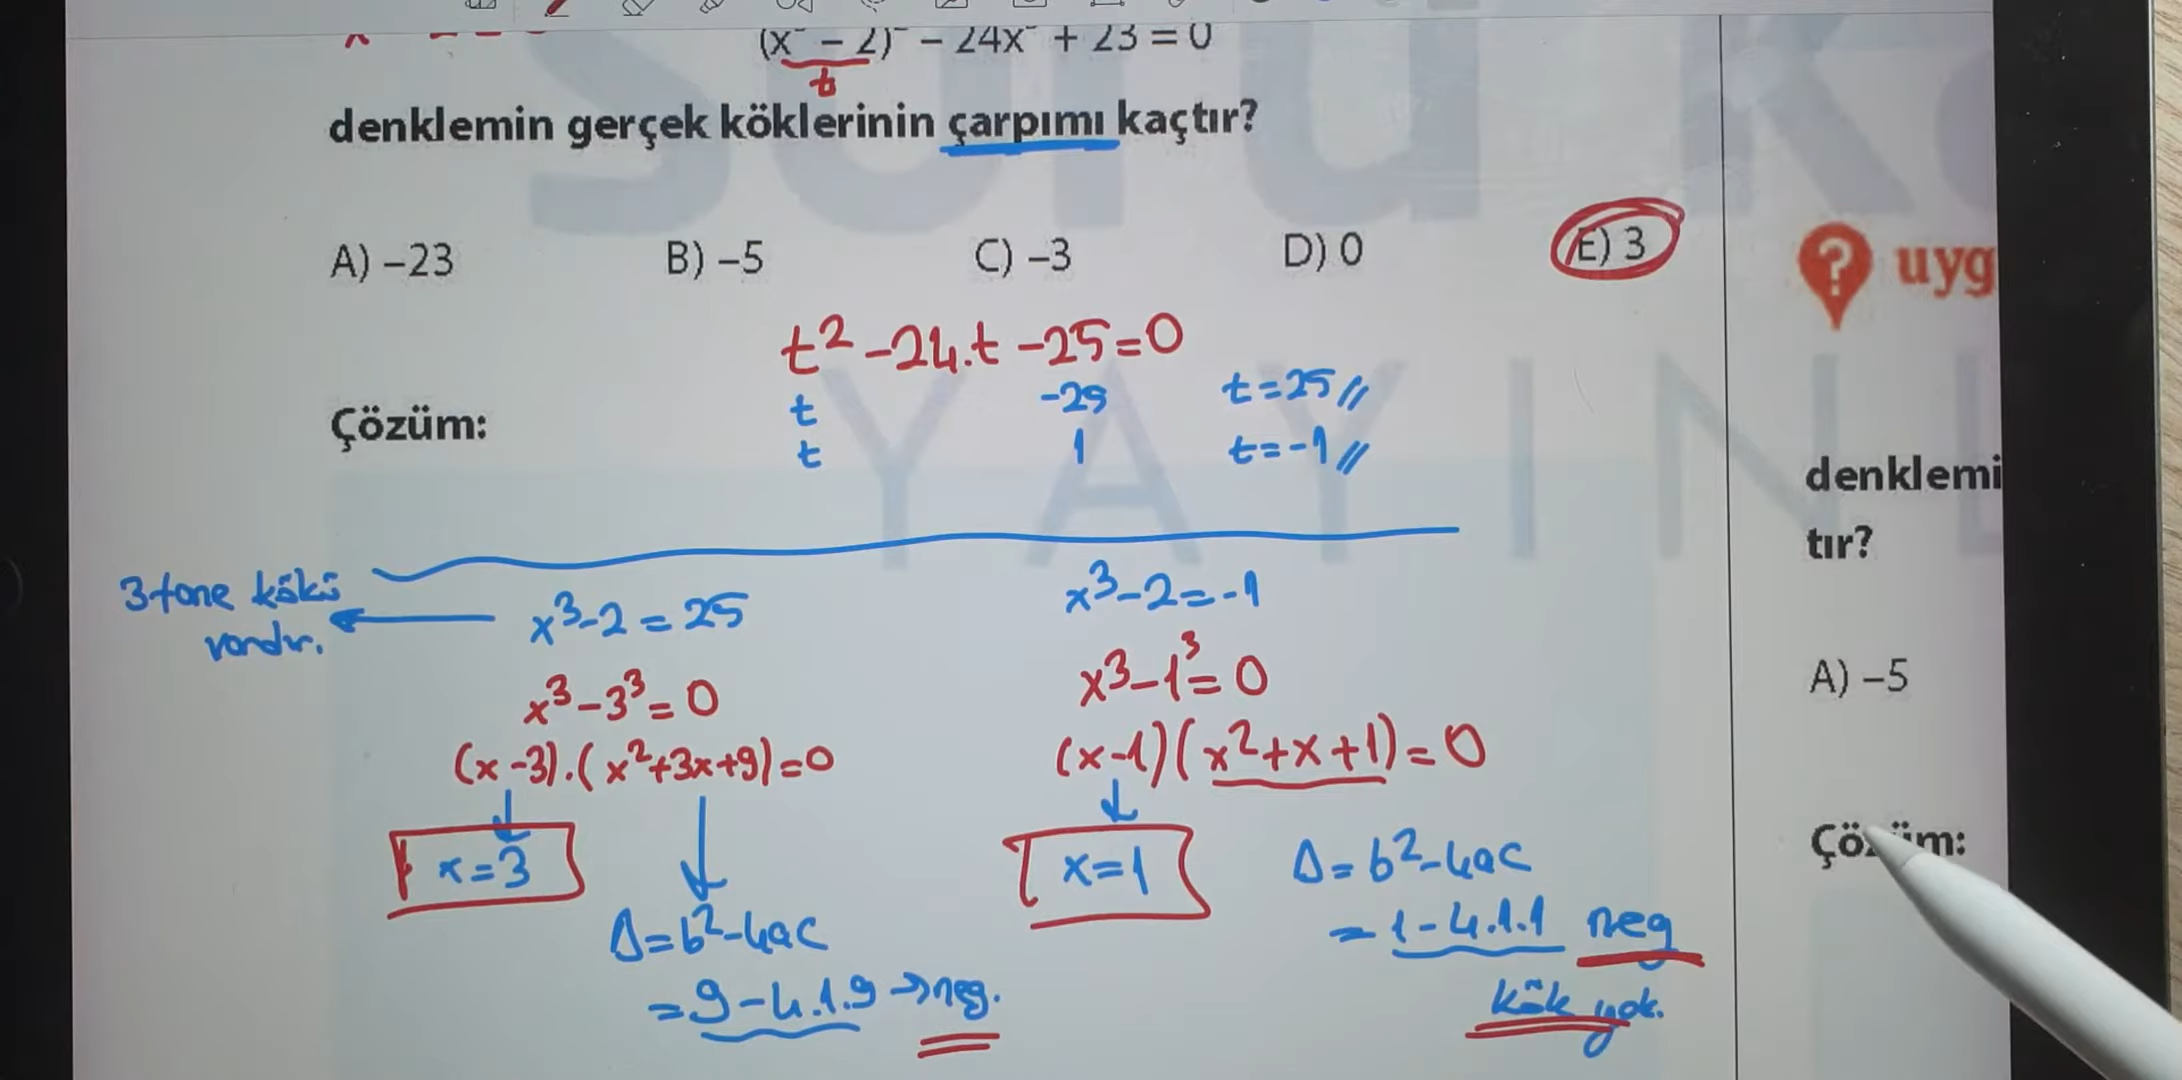 (x³ – 2)² – 24x³ + 23 = 0
t
denklemin gerçek köklerinin çarpımı kaçtır?
A) –23 B) –5 C) –3 D) 0 E) 3
t² -24.t -25=0
Çözüm:
t -25 t=25//
t 1 t=-1//
3 tane kökü
vardır.
x³-2=25
x³-3³=0
(x-3).(x²+3x+9)=0
x=3
Δ=b²-4ac
=9-4.1.9→neg.
x³-2=-1
x³-1³=0
(x-1)(x²+x+1)=0
x=1
Δ=b²-4ac
=1-4.1.1 neg
kök yok.
? uyg
denklemi
tır?
A) –5
YAYIN